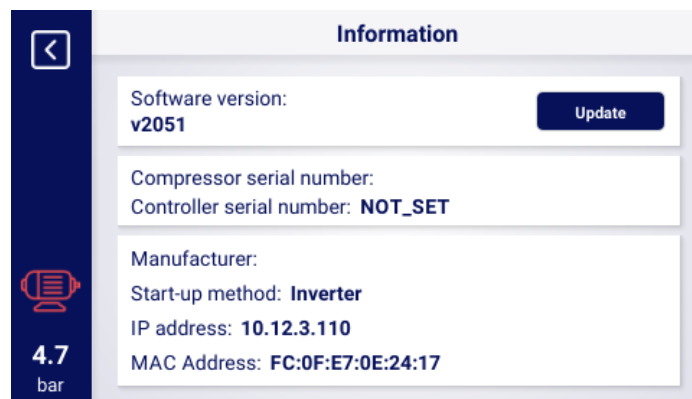 Information
Software version:
v2051
Update
Compressor serial number:
Controller serial number: NOT_SET
Manufacturer:
Start-up method: Inverter
IP address: 10.12.3.110
MAC Address: FC:0F:E7:0E:24:17
4.7
bar